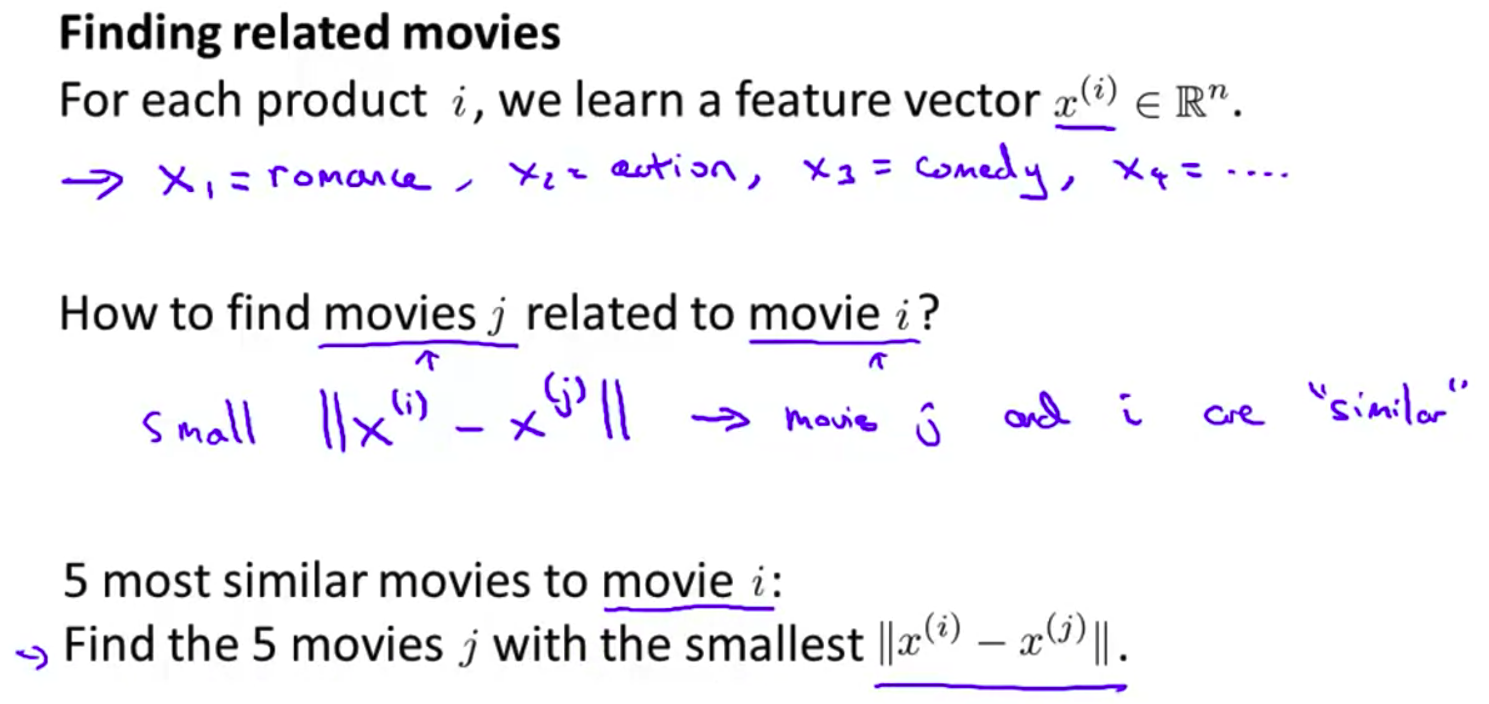 Finding related movies
For each product i, we learn a feature vector x⁽ⁱ⁾ ∈ ℝⁿ.
→ x₁ = romance, x₂ = action, x₃ = comedy, x₄ = ....
How to find movies j related to movie i?
small ‖x⁽ⁱ⁾ - x⁽ʲ⁾‖ → movie j and i are "similar"
5 most similar movies to movie i:
→ Find the 5 movies j with the smallest ‖x⁽ⁱ⁾ − x⁽ʲ⁾‖.